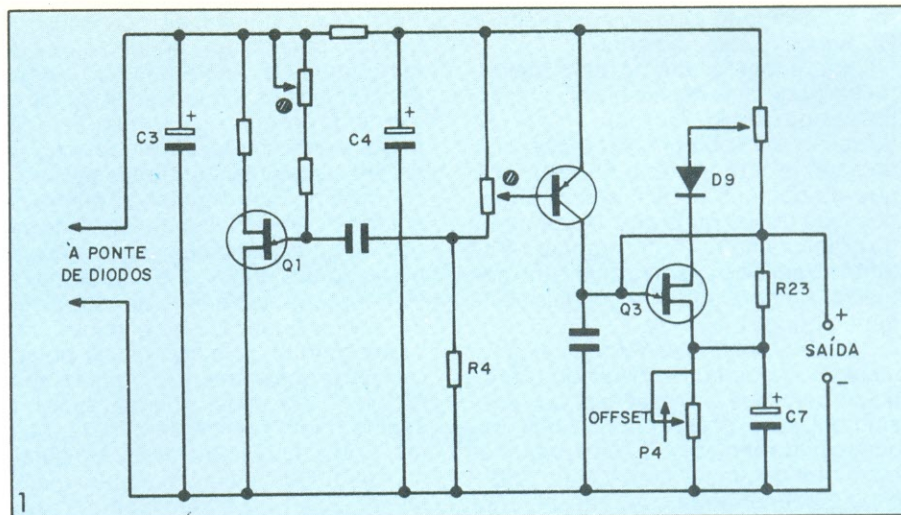 C3
C4
D9
À PONTE
DE DIODOS
Q1
Q3
R23
+
SAÍDA
-
R4
OFFSET
P4
C7
+
+
+
1